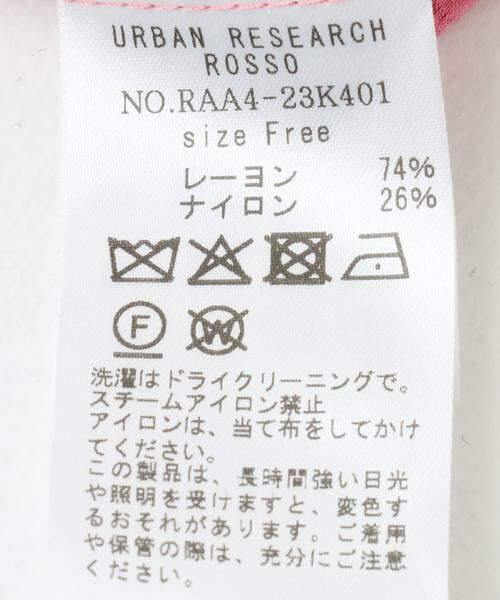 URBAN RESEARCH
ROSSO
NO.RAA4-23K401
size Free
レーヨン 74%
ナイロン 26%
F W
洗濯はドライクリーニングで。
スチームアイロン禁止
アイロンは、当て布をしてかけ
てください。
この製品は、長時間強い日光
や照明を受けますと、変色す
るおそれがあります。ご着用
や保管の際は、充分にご注意
ください。